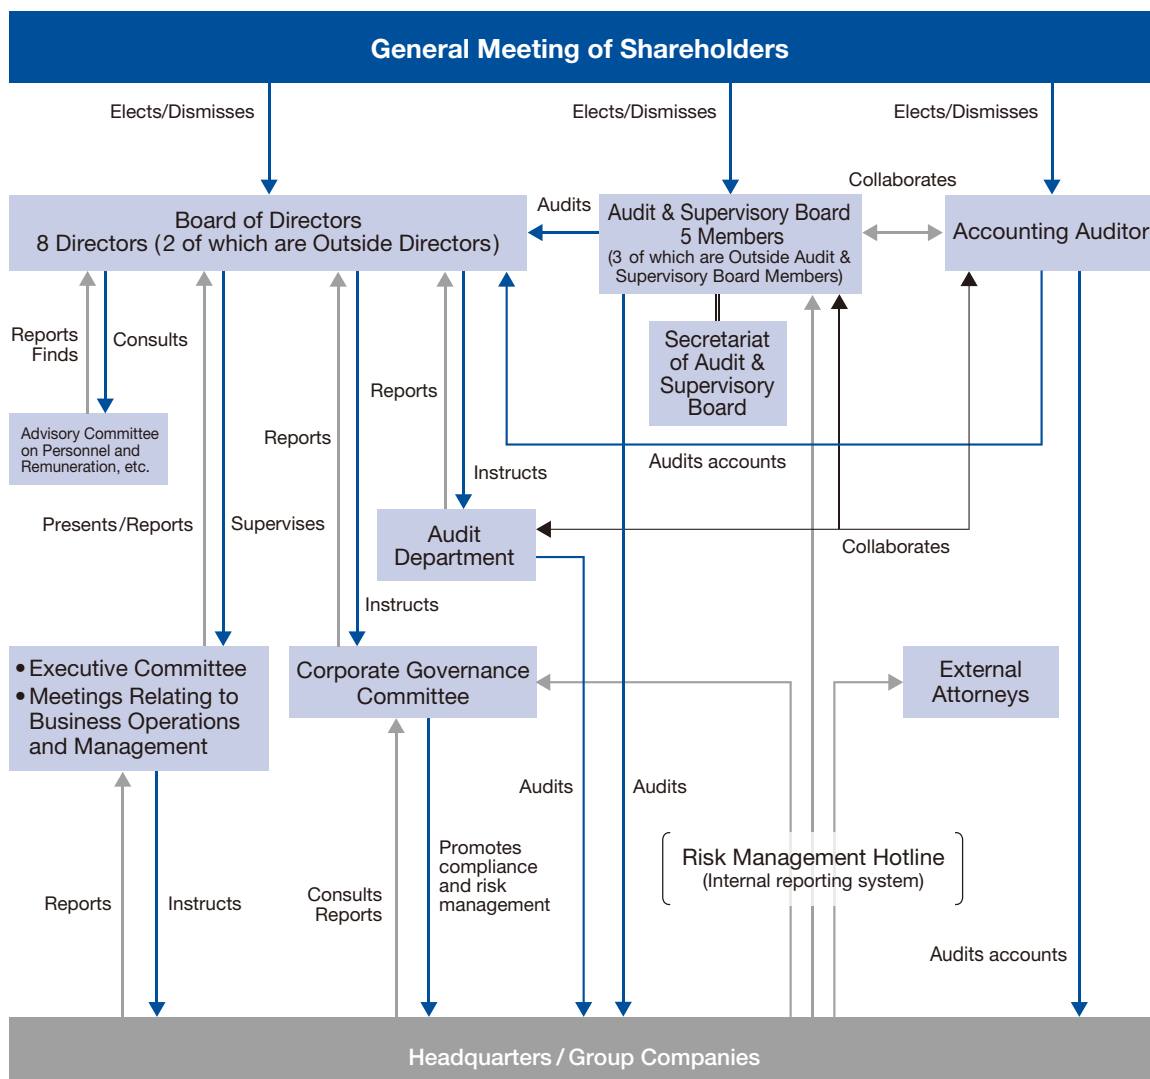 General Meeting of Shareholders
Elects/Dismisses
Elects/Dismisses
Elects/Dismisses
Collaborates
Board of Directors
8 Directors (2 of which are Outside Directors)
Audits
Audit & Supervisory Board
5 Members
(3 of which are Outside Audit &
Supervisory Board Members)
Accounting Auditor
Reports
Finds
Consults
Secretariat
of Audit &
Supervisory
Board
Reports
Advisory Committee
on Personnel and
Remuneration, etc.
Reports
Audits accounts
Instructs
Presents/Reports
Supervises
Audit
Department
Collaborates
Instructs
• Executive Committee
• Meetings Relating to
Business Operations
and Management
Corporate Governance
Committee
External
Attorneys
Audits
Audits
Promotes
compliance
and risk
management
Risk Management Hotline
(Internal reporting system)
Reports
Instructs
Consults
Reports
Audits accounts
Headquarters / Group Companies